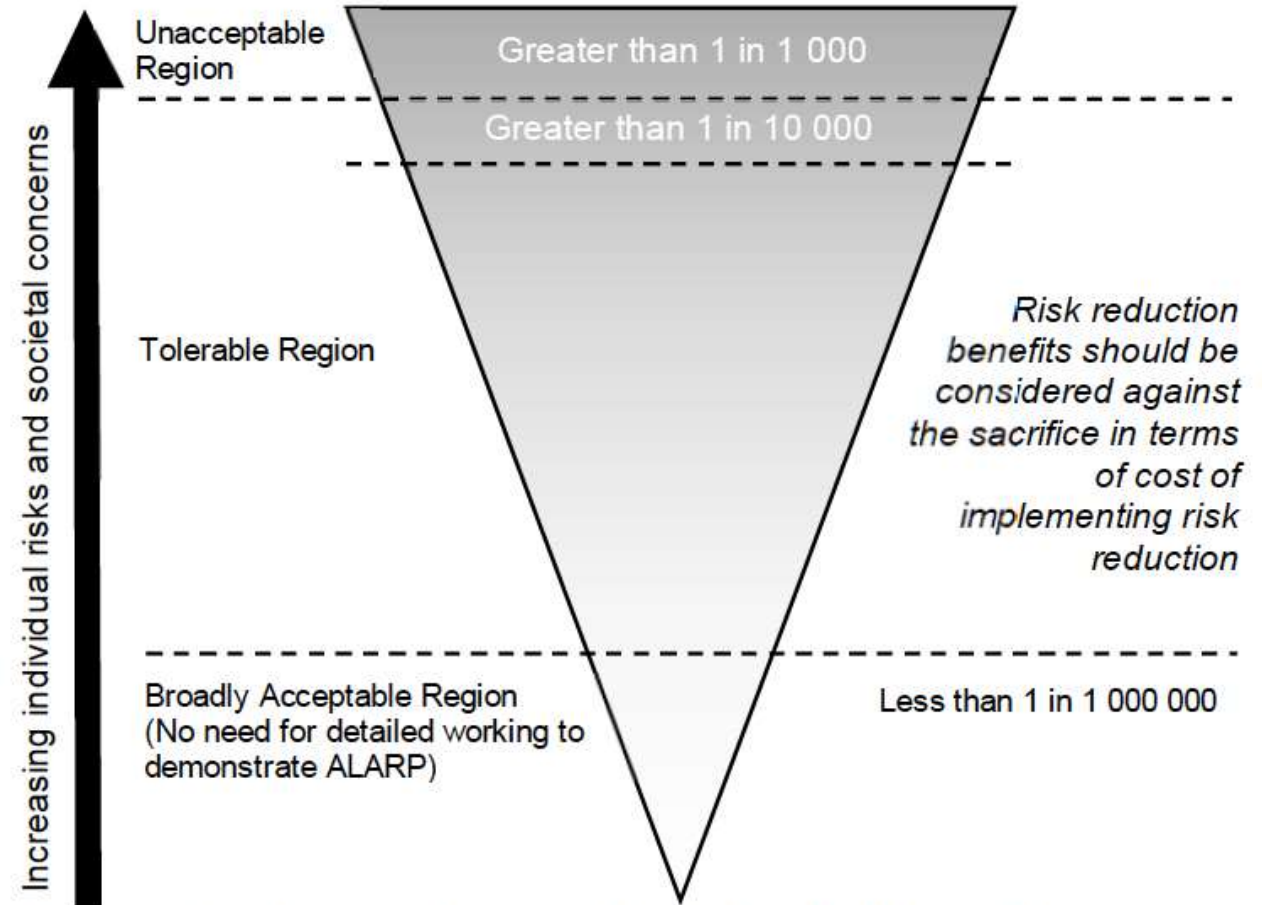 Increasing individual risks and societal concerns
Unacceptable
Region
Greater than 1 in 1 000
Greater than 1 in 10 000
Tolerable Region
Risk reduction
benefits should be
considered against
the sacrifice in terms
of cost of
implementing risk
reduction
Broadly Acceptable Region
(No need for detailed working to
demonstrate ALARP)
Less than 1 in 1 000 000